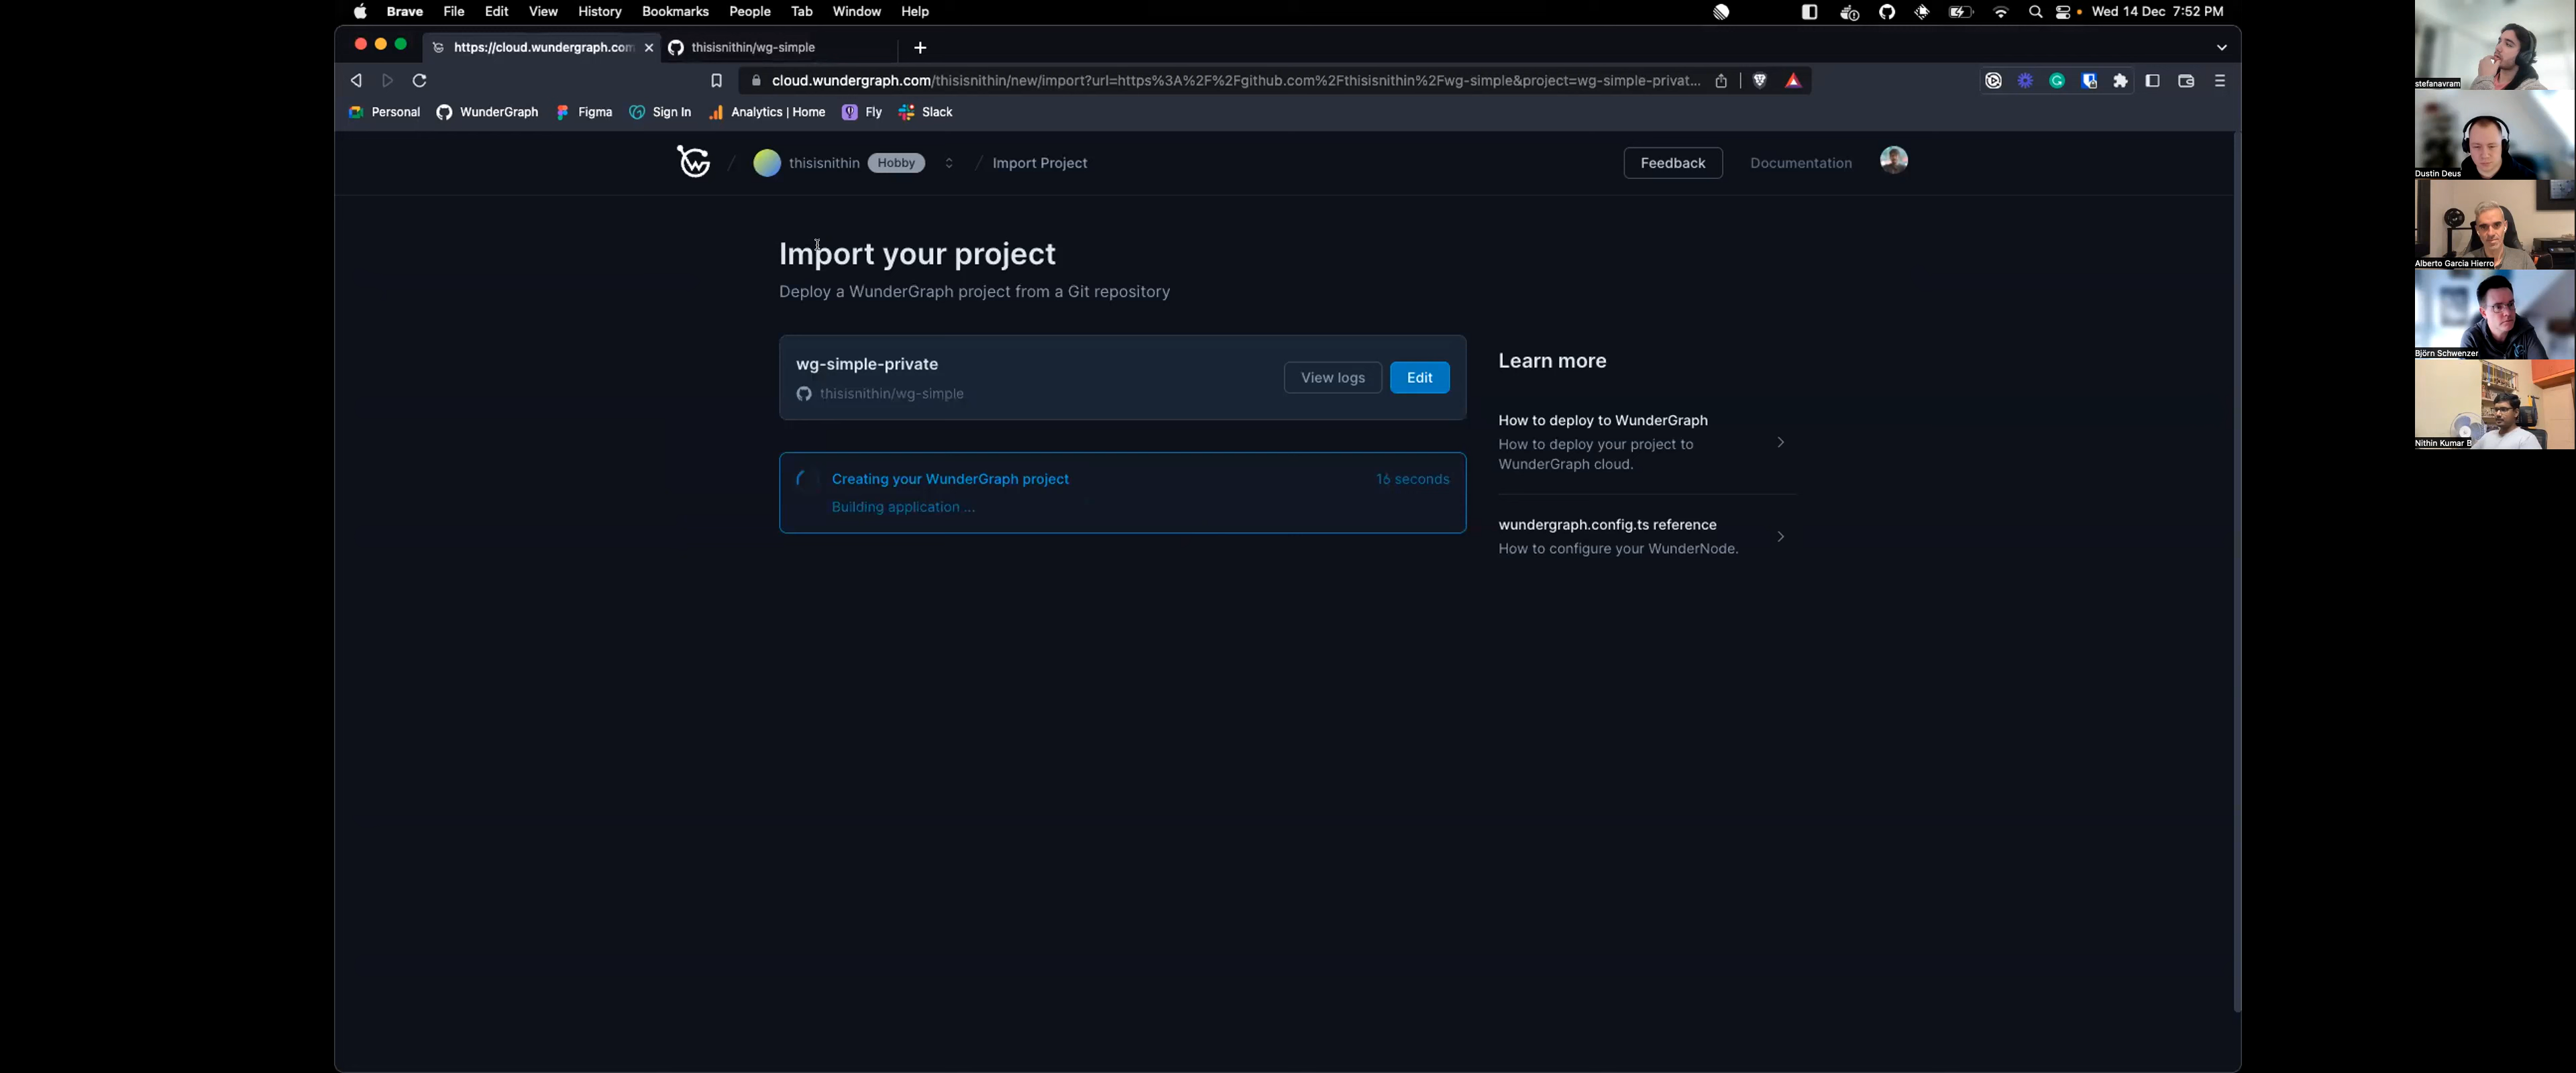 Brave File Edit View History Bookmarks People Tab Window Help
Wed 14 Dec 7:52 PM
https://cloud.wundergraph.com
thisisnithin/wg-simple
cloud.wundergraph.com/thisisnithin/new/import?url=https%3A%2F%2Fgithub.com%2Fthisisnithin%2Fwg-simple&project=wg-simple-privat...
Personal WunderGraph Figma Sign In Analytics | Home Fly Slack
thisisnithin Hobby / Import Project
Feedback Documentation
Import your project
Deploy a WunderGraph project from a Git repository
wg-simple-private
thisisnithin/wg-simple
View logs Edit
Creating your WunderGraph project 16 seconds
Building application ...
Learn more
How to deploy to WunderGraph
How to deploy your project to
WunderGraph cloud.
wundergraph.config.ts reference
How to configure your WunderNode.
stefanavram
Dustin Deus
Alberto Garcia Hierro
Björn Schwenzer
Nithin Kumar B